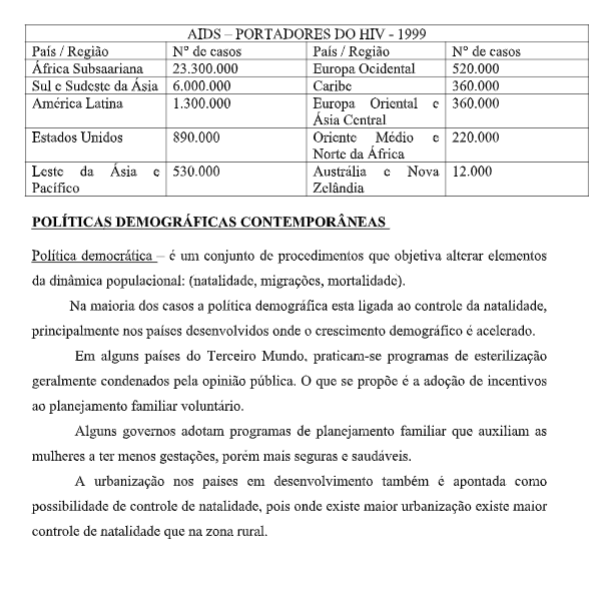 AIDS – PORTADORES DO HIV - 1999
País / Região Nº de casos País / Região Nº de casos
África Subsaariana 23.300.000 Europa Ocidental 520.000
Sul e Sudeste da Ásia 6.000.000 Caribe 360.000
América Latina 1.300.000 Europa Oriental e 360.000
Ásia Central
Estados Unidos 890.000 Oriente Médio e 220.000
Norte da África
Leste da Ásia e 530.000 Austrália e Nova 12.000
Pacífico Zelândia
POLÍTICAS DEMOGRÁFICAS CONTEMPORÂNEAS
Política democrática – é um conjunto de procedimentos que objetiva alterar elementos
da dinâmica populacional: (natalidade, migrações, mortalidade).
Na maioria dos casos a política demográfica esta ligada ao controle da natalidade,
principalmente nos países desenvolvidos onde o crescimento demográfico é acelerado.
Em alguns países do Terceiro Mundo, praticam-se programas de esterilização
geralmente condenados pela opinião pública. O que se propõe é a adoção de incentivos
ao planejamento familiar voluntário.
Alguns governos adotam programas de planejamento familiar que auxiliam as
mulheres a ter menos gestações, porém mais seguras e saudáveis.
A urbanização nos países em desenvolvimento também é apontada como
possibilidade de controle de natalidade, pois onde existe maior urbanização existe maior
controle de natalidade que na zona rural.